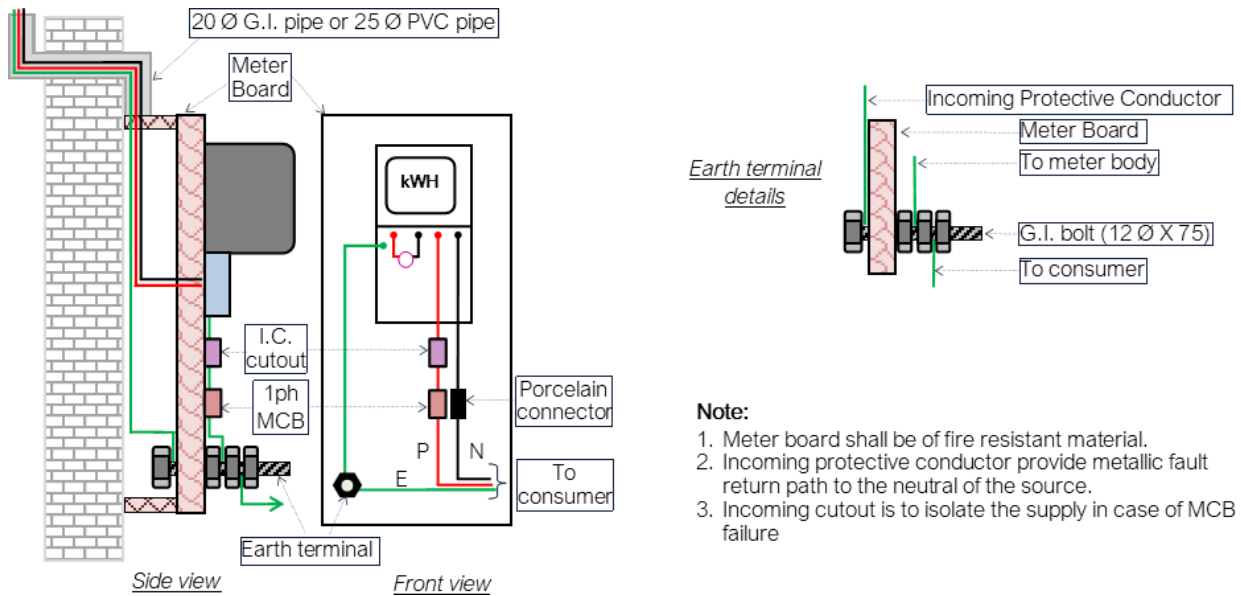 20 Ø G.I. pipe or 25 Ø PVC pipe
Meter
Board
kWH
I.C.
cutout
1ph
MCB
Porcelain
connector
P
N
E
To
consumer
Earth terminal
Side view
Front view
Incoming Protective Conductor
Meter Board
To meter body
Earth terminal
details
G.I. bolt (12 Ø X 75)
To consumer
Note:
1. Meter board shall be of fire resistant material.
2. Incoming protective conductor provide metallic fault
return path to the neutral of the source.
3. Incoming cutout is to isolate the supply in case of MCB
failure